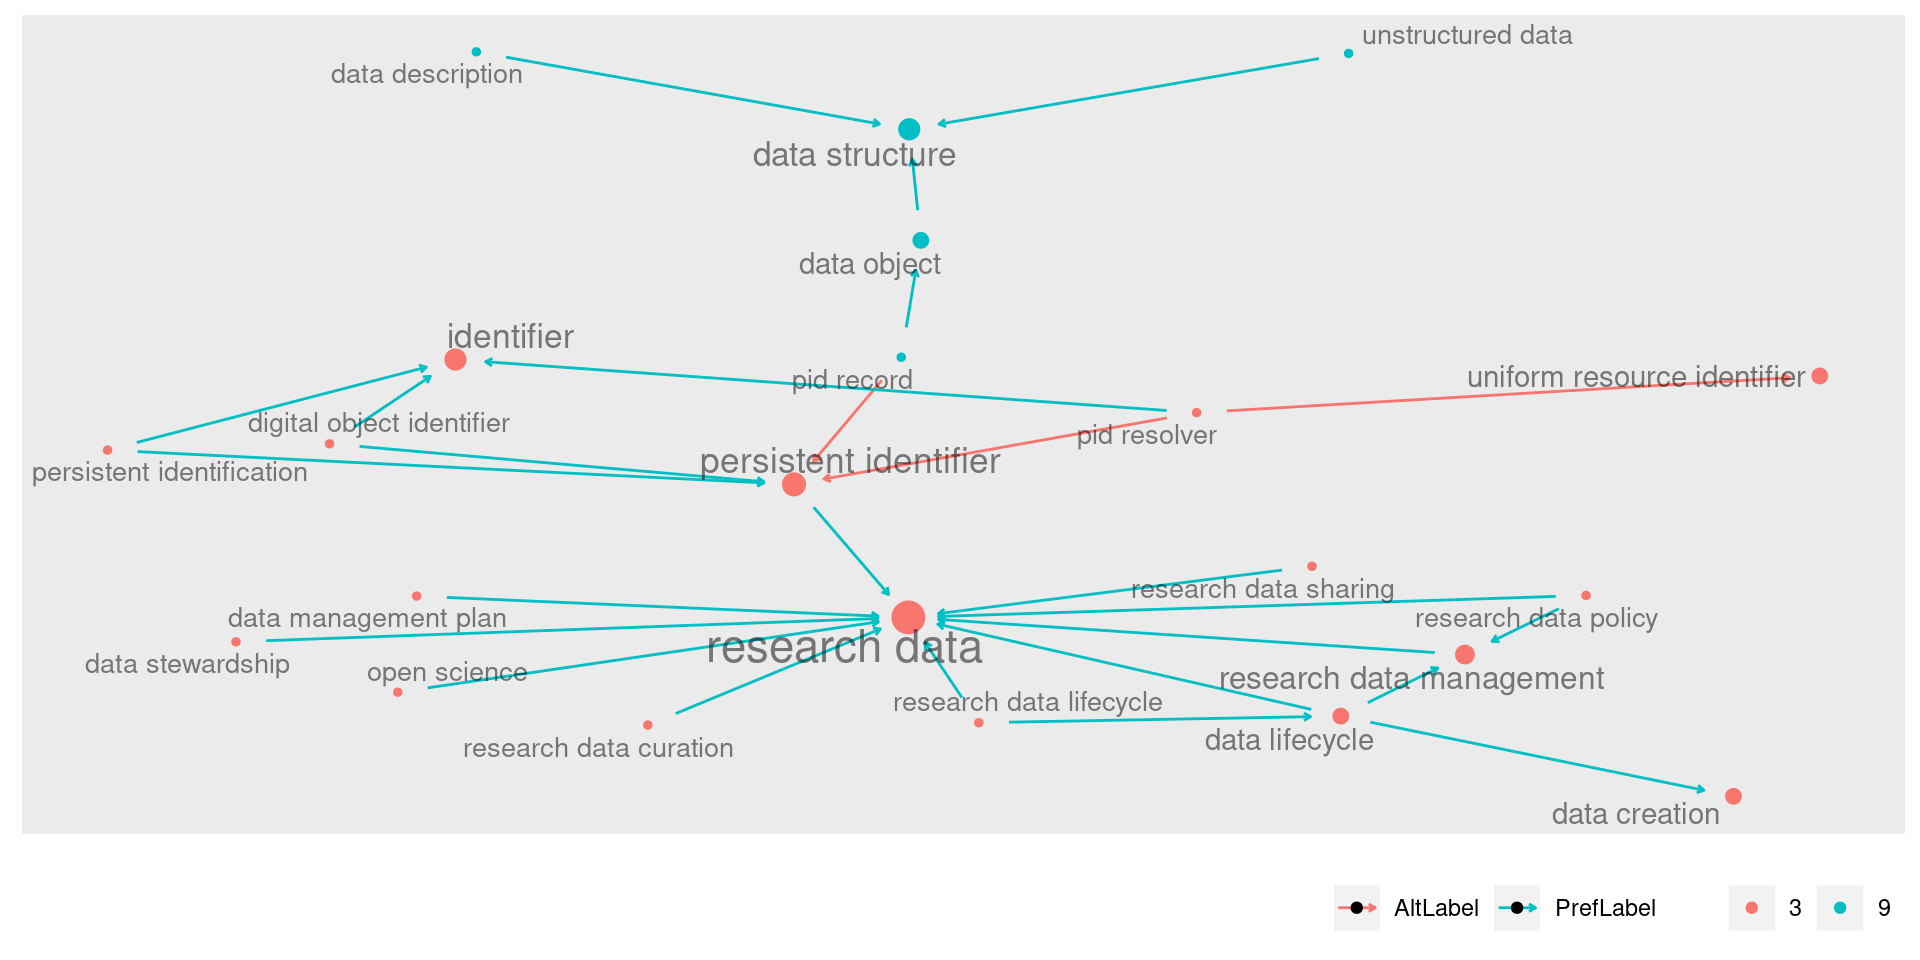 unstructured data
data description
data structure
data object
identifier
pid record
uniform resource identifier
digital object identifier
pid resolver
persistent identifier
persistent identification
research data sharing
data management plan
research data policy
research data
data stewardship
open science
research data management
research data lifecycle
data lifecycle
research data curation
data creation
AltLabel PrefLabel 3 9